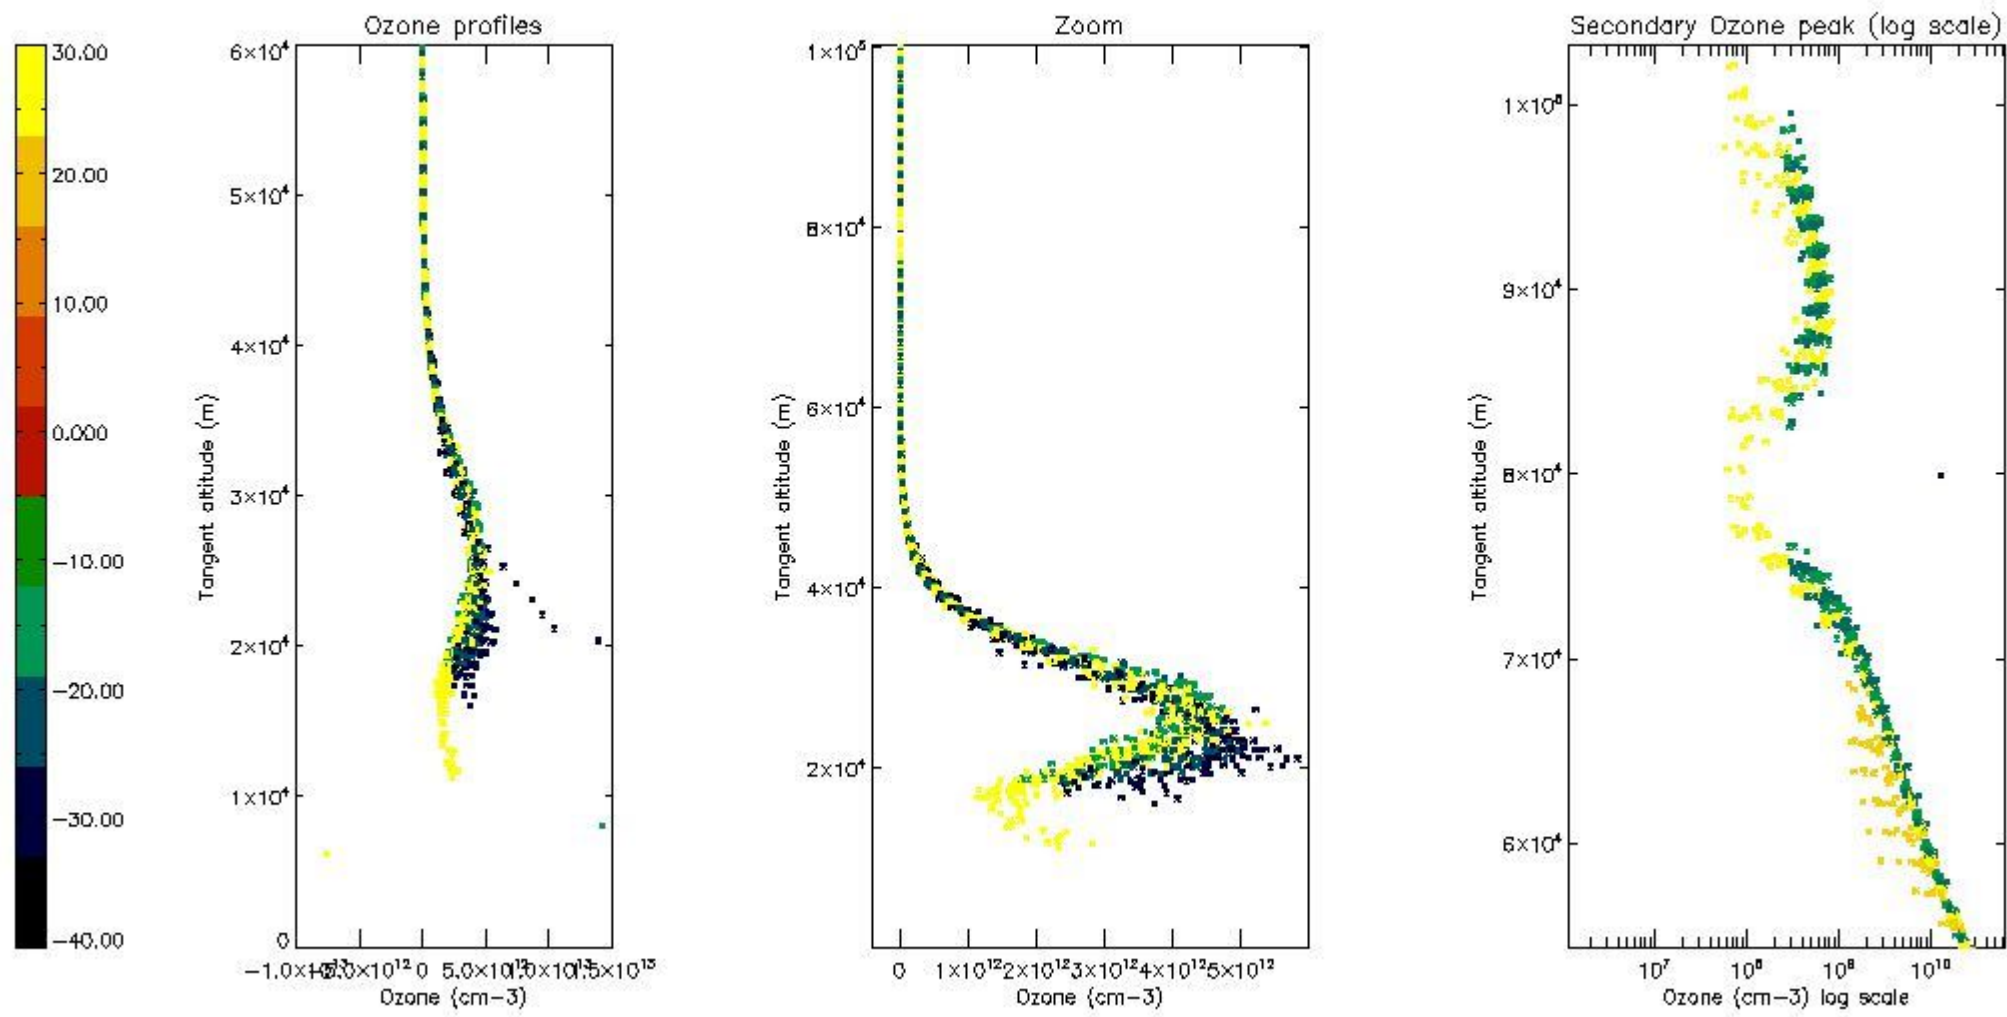 Ozone profiles
Zoom
Secondary Ozone peak (log scale)
30.00
20.00
10.00
0.000
-10.00
-20.00
-30.00
-40.00
Tangent altitude (m)
6×10⁴
5×10⁴
4×10⁴
3×10⁴
2×10⁴
1×10⁴
0
0
Ozone (cm-3)
Tangent altitude (m)
1×10⁵
8×10⁴
6×10⁴
4×10⁴
2×10⁴
0 1×10¹² 2×10¹² 3×10¹² 4×10¹² 5×10¹²
Ozone (cm-3)
Tangent altitude (m)
9×10⁴
8×10⁴
7×10⁴
6×10⁴
10⁷ 10⁹ 10¹⁰
Ozone (cm-3) log scale